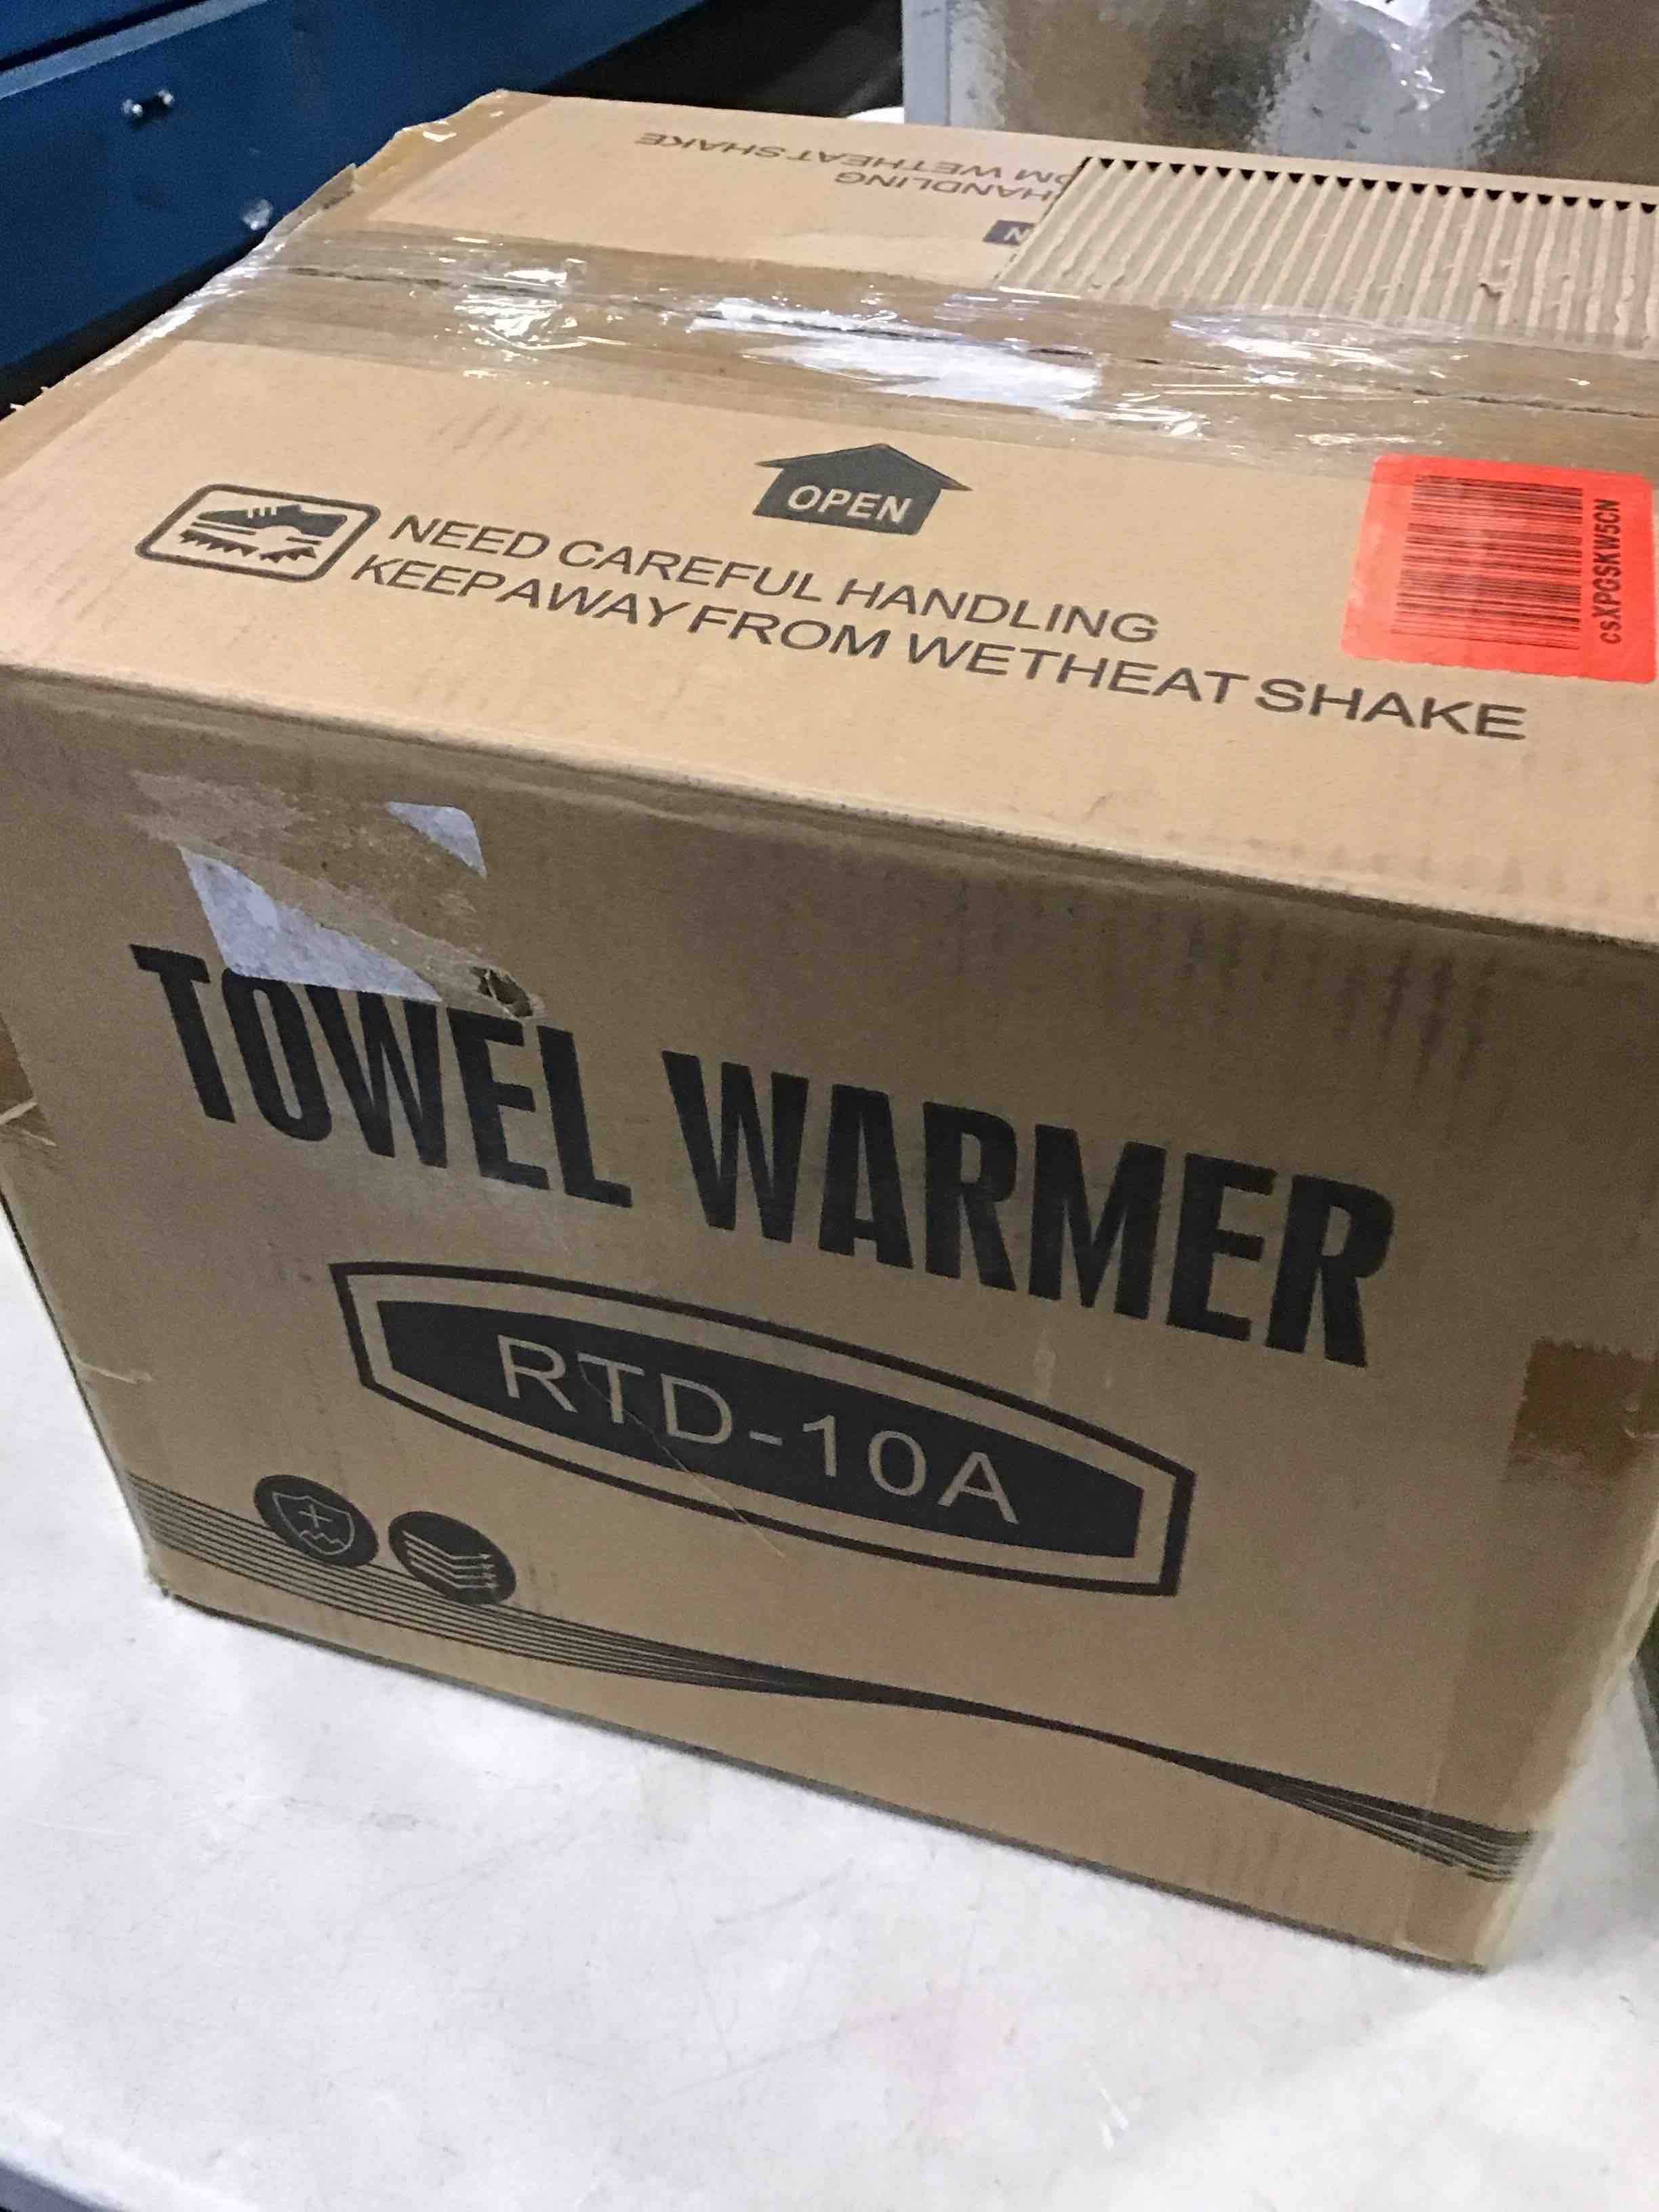 HANDLING
OM WETHEAT SHAKE
N
OPEN
NEED CAREFUL HANDLING
KEEPAWAY FROM WETHEAT SHAKE
csXPGSKW5CN
TOWEL WARMER
RTD-10A